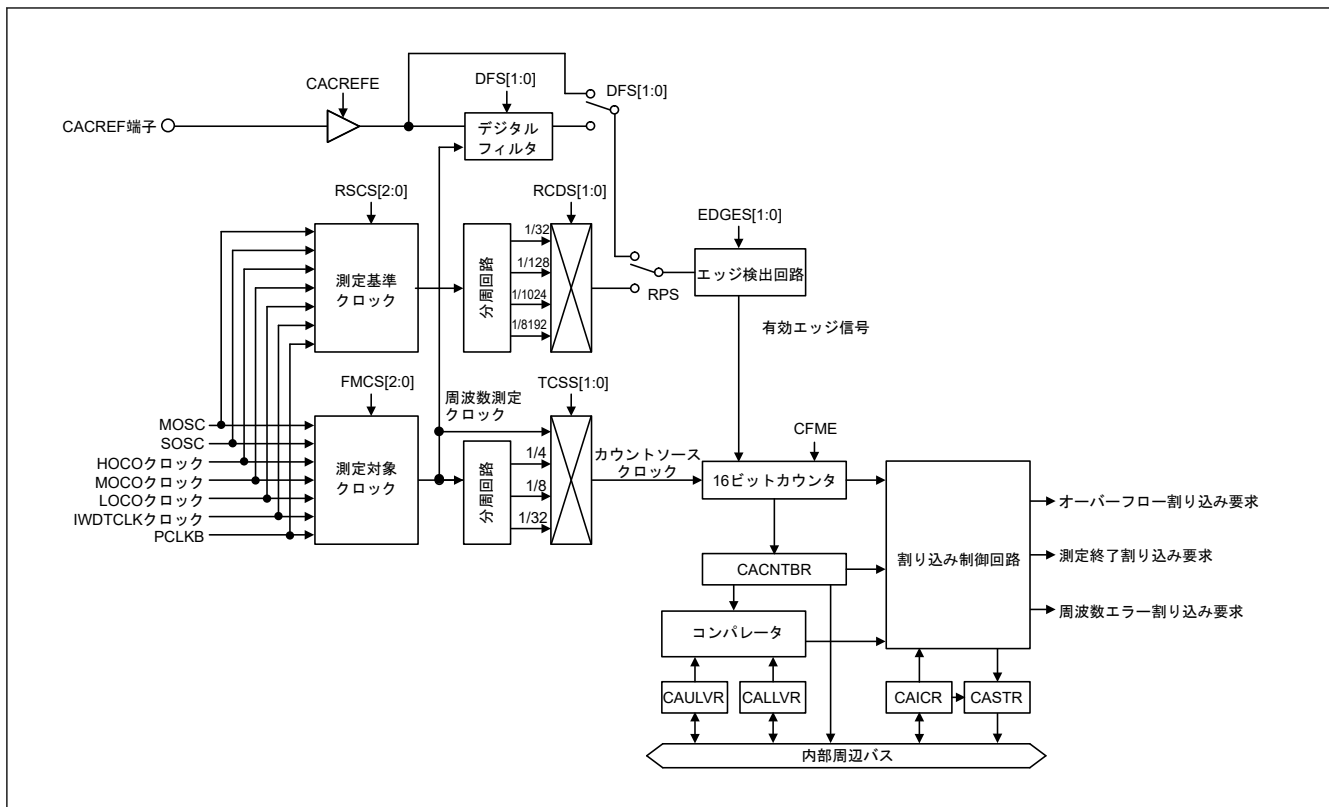 CACREFE
DFS[1:0]
DFS[1:0]
CACREF端子
デジタル
フィルタ
RSCS[2:0]
RCDS[1:0]
EDGES[1:0]
測定基準
クロック
分周回路
1/32
1/128
1/1024
1/8192
RPS
エッジ検出回路
有効エッジ信号
FMCS[2:0]
周波数測定
クロック
TCSS[1:0]
MOSC
SOSC
HOCOクロック
MOCOクロック
LOCOクロック
IWDTCLKクロック
PCLKB
測定対象
クロック
分周回路
1/4
1/8
1/32
カウントソース
クロック
CFME
16ビットカウンタ
CACNTBR
コンパレータ
割り込み制御回路
オーバーフロー割り込み要求
測定終了割り込み要求
周波数エラー割り込み要求
CAULVR
CALLVR
CAICR
CASTR
内部周辺バス